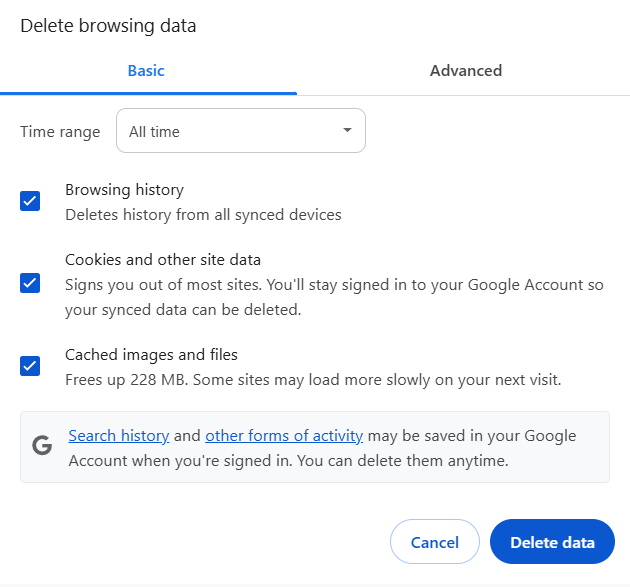 Delete browsing data
Basic
Advanced
Time range
All time
Browsing history
Deletes history from all synced devices
Cookies and other site data
Signs you out of most sites. You'll stay signed in to your Google Account so
your synced data can be deleted.
Cached images and files
Frees up 228 MB. Some sites may load more slowly on your next visit.
G
Search history and other forms of activity may be saved in your Google
Account when you're signed in. You can delete them anytime.
Cancel
Delete data